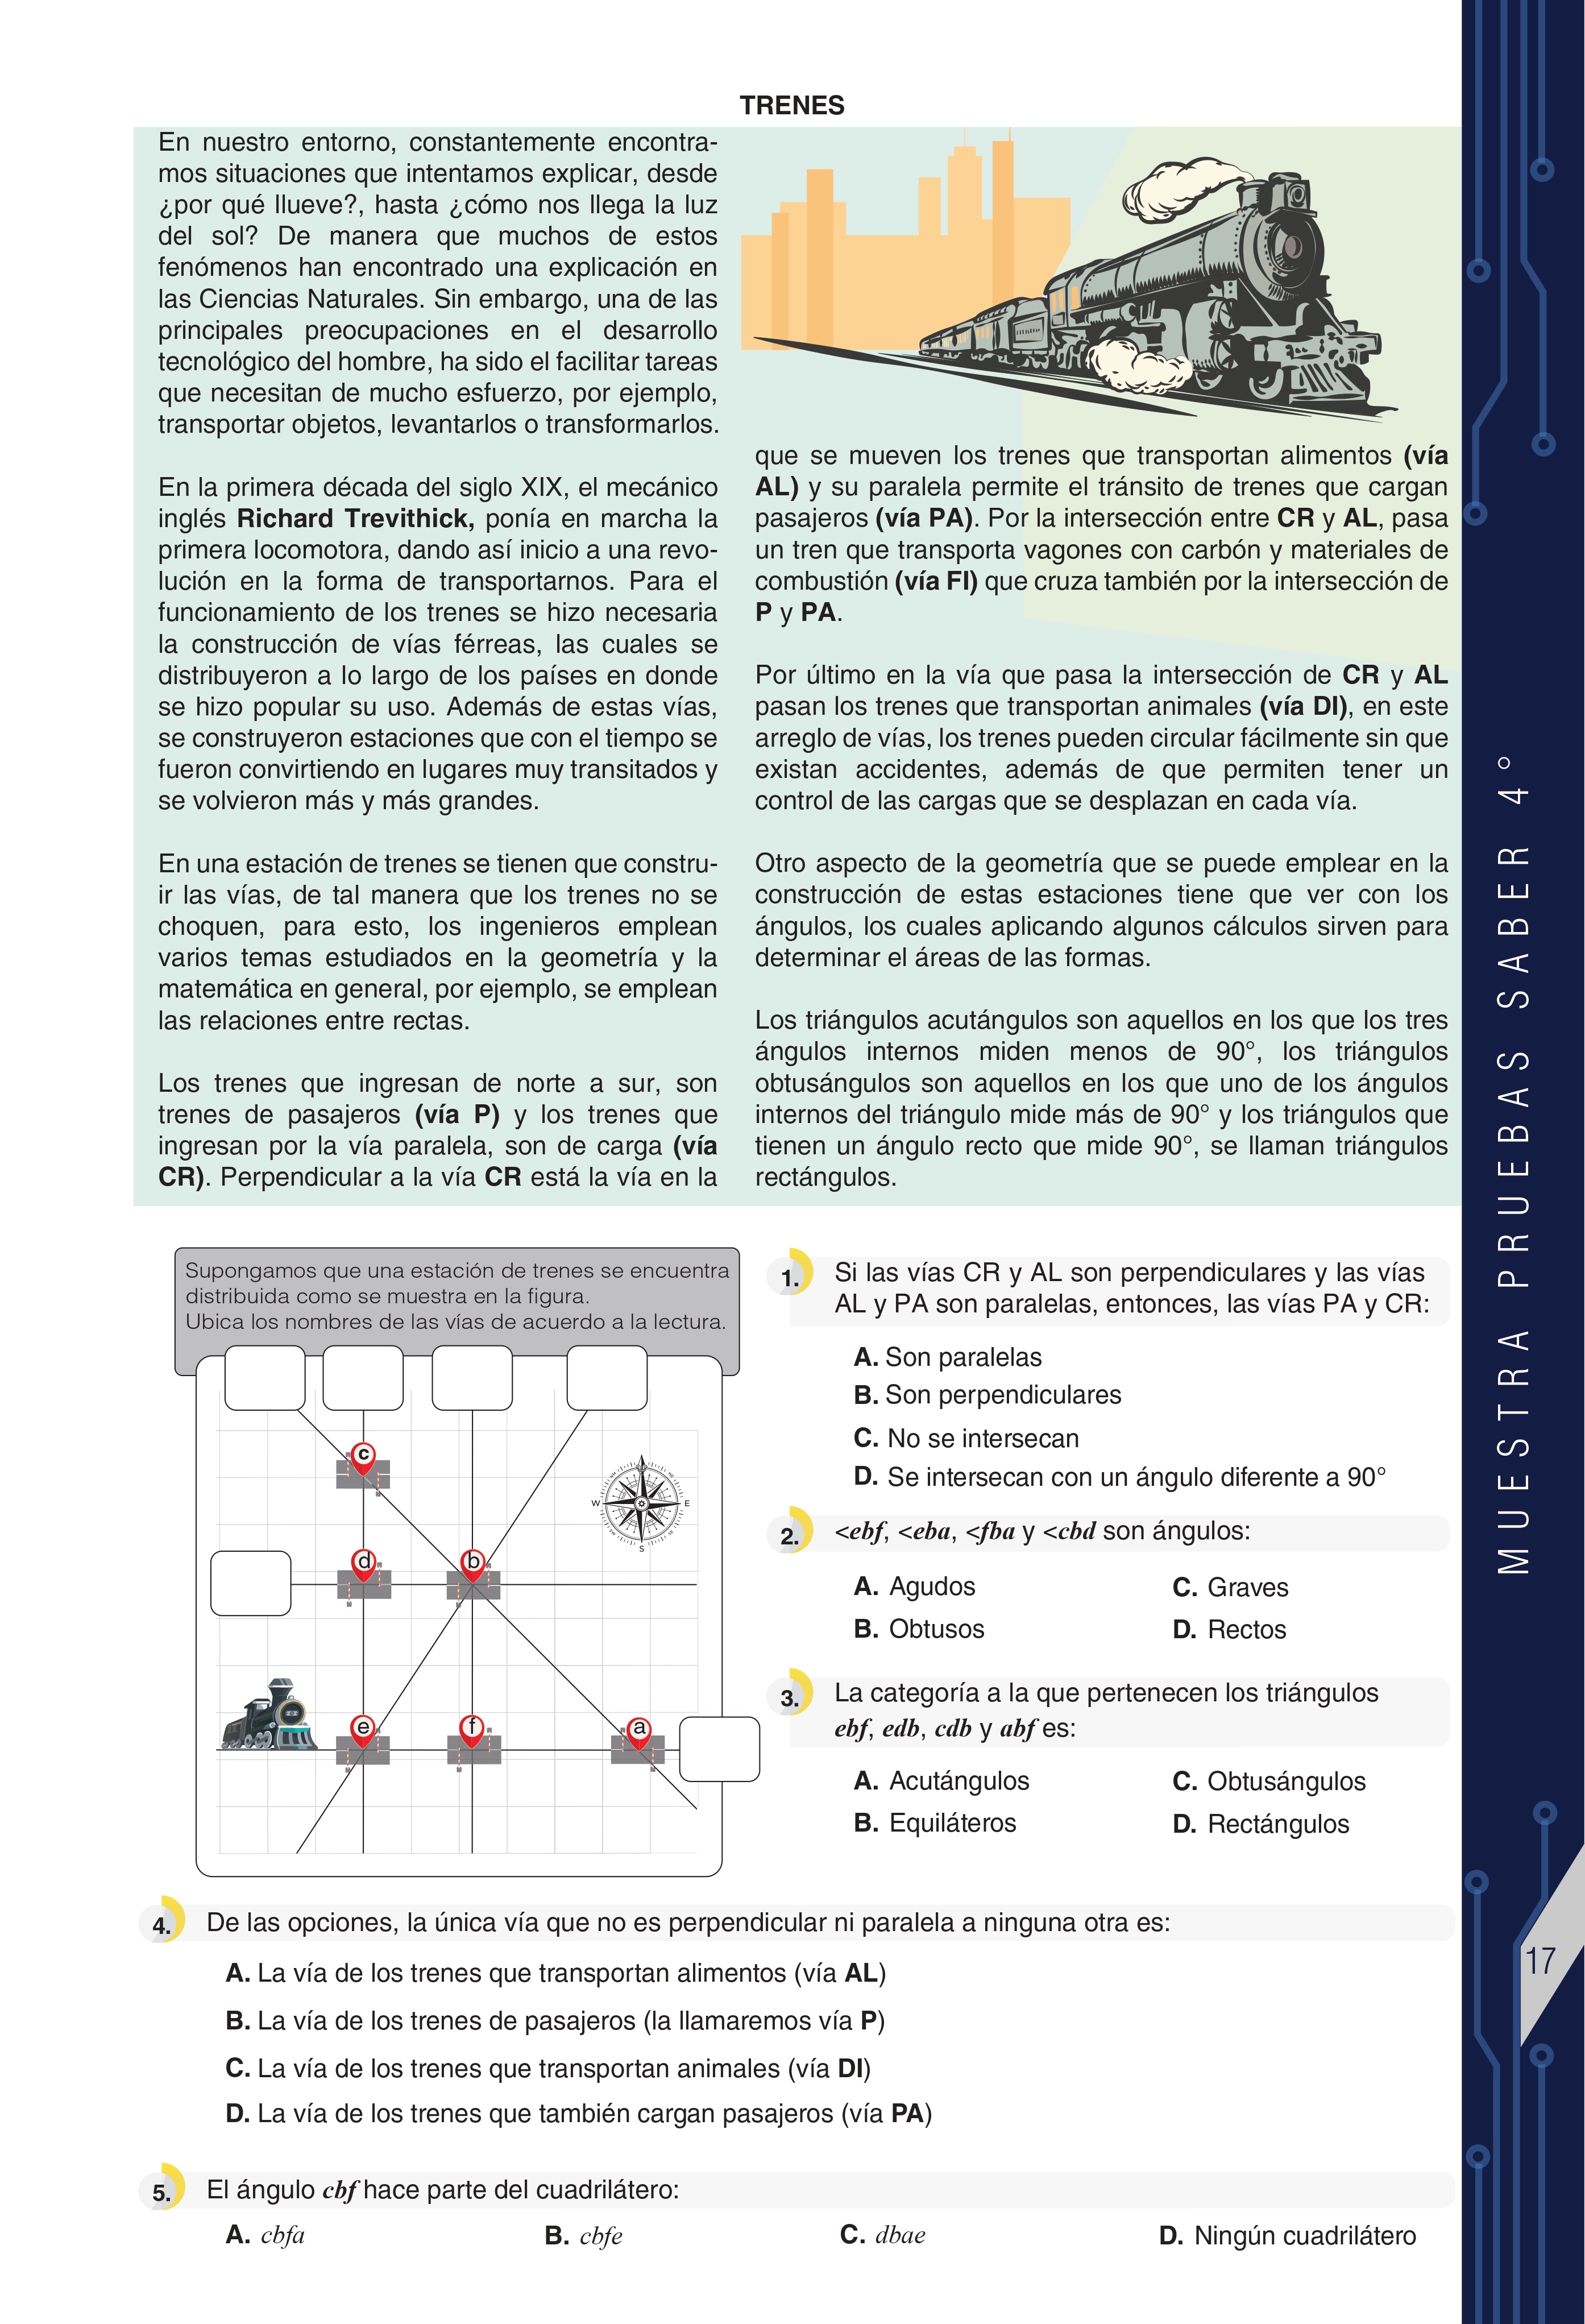 TRENES
En nuestro entorno, constantemente encontra-
mos situaciones que intentamos explicar, desde
¿por qué llueve?, hasta ¿cómo nos llega la luz
del sol? De manera que muchos de estos
fenómenos han encontrado una explicación en
las Ciencias Naturales. Sin embargo, una de las
principales preocupaciones en el desarrollo
tecnológico del hombre, ha sido el facilitar tareas
que necesitan de mucho esfuerzo, por ejemplo,
transportar objetos, levantarlos o transformarlos.
En la primera década del siglo XIX, el mecánico
inglés Richard Trevithick, ponía en marcha la
primera locomotora, dando así inicio a una revo-
lución en la forma de transportarnos. Para el
funcionamiento de los trenes se hizo necesaria
la construcción de vías férreas, las cuales se
distribuyeron a lo largo de los países en donde
se hizo popular su uso. Además de estas vías,
se construyeron estaciones que con el tiempo se
fueron convirtiendo en lugares muy transitados y
se volvieron más y más grandes.
En una estación de trenes se tienen que constru-
ir las vías, de tal manera que los trenes no se
choquen, para esto, los ingenieros emplean
varios temas estudiados en la geometría y la
matemática en general, por ejemplo, se emplean
las relaciones entre rectas.
Los trenes que ingresan de norte a sur, son
trenes de pasajeros (vía P) y los trenes que
ingresan por la vía paralela, son de carga (vía
CR). Perpendicular a la vía CR está la vía en la
que se mueven los trenes que transportan alimentos (vía
AL) y su paralela permite el tránsito de trenes que cargan
pasajeros (vía PA). Por la intersección entre CR y AL, pasa
un tren que transporta vagones con carbón y materiales de
combustión (vía FI) que cruza también por la intersección de
P y PA.
Por último en la vía que pasa la intersección de CR y AL
pasan los trenes que transportan animales (vía DI), en este
arreglo de vías, los trenes pueden circular fácilmente sin que
existan accidentes, además de que permiten tener un
control de las cargas que se desplazan en cada vía.
Otro aspecto de la geometría que se puede emplear en la
construcción de estas estaciones tiene que ver con los
ángulos, los cuales aplicando algunos cálculos sirven para
determinar el áreas de las formas.
Los triángulos acutángulos son aquellos en los que los tres
ángulos internos miden menos de 90°, los triángulos
obtusángulos son aquellos en los que uno de los ángulos
internos del triángulo mide más de 90° y los triángulos que
tienen un ángulo recto que mide 90°, se llaman triángulos
rectángulos.
Supongamos que una estación de trenes se encuentra
distribuida como se muestra en la figura.
Ubica los nombres de las vías de acuerdo a la lectura.
c
W E
S
d b
e f a
1. Si las vías CR y AL son perpendiculares y las vías
AL y PA son paralelas, entonces, las vías PA y CR:
A. Son paralelas
B. Son perpendiculares
C. No se intersecan
D. Se intersecan con un ángulo diferente a 90°
2. <ebf, <eba, <fba y <cbd son ángulos:
A. Agudos C. Graves
B. Obtusos D. Rectos
3. La categoría a la que pertenecen los triángulos
ebf, edb, cdb y abf es:
A. Acutángulos C. Obtusángulos
B. Equiláteros D. Rectángulos
4. De las opciones, la única vía que no es perpendicular ni paralela a ninguna otra es:
A. La vía de los trenes que transportan alimentos (vía AL)
B. La vía de los trenes de pasajeros (la llamaremos vía P)
C. La vía de los trenes que transportan animales (vía DI)
D. La vía de los trenes que también cargan pasajeros (vía PA)
5. El ángulo cbf hace parte del cuadrilátero:
A. cbfa B. cbfe C. dbae D. Ningún cuadrilátero
MUESTRA PRUEBAS SABER 4°
17